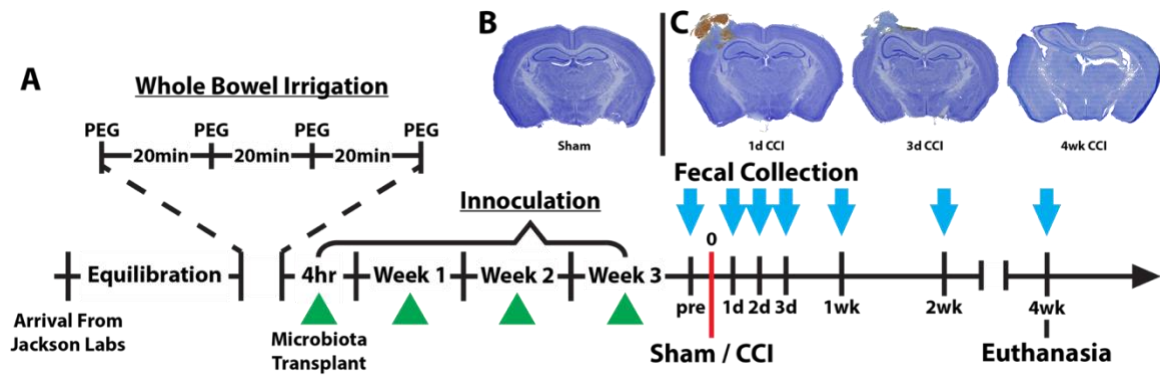 A
Whole Bowel Irrigation
PEG PEG PEG PEG
20min 20min 20min
B
Sham
C
1d CCI 3d CCI 4wk CCI
Fecal Collection
Innoculation
Equilibration 4hr Week 1 Week 2 Week 3
0
pre 1d 2d 3d 1wk 2wk 4wk
Arrival From
Jackson Labs
Microbiota
Transplant
Sham / CCI
Euthanasia